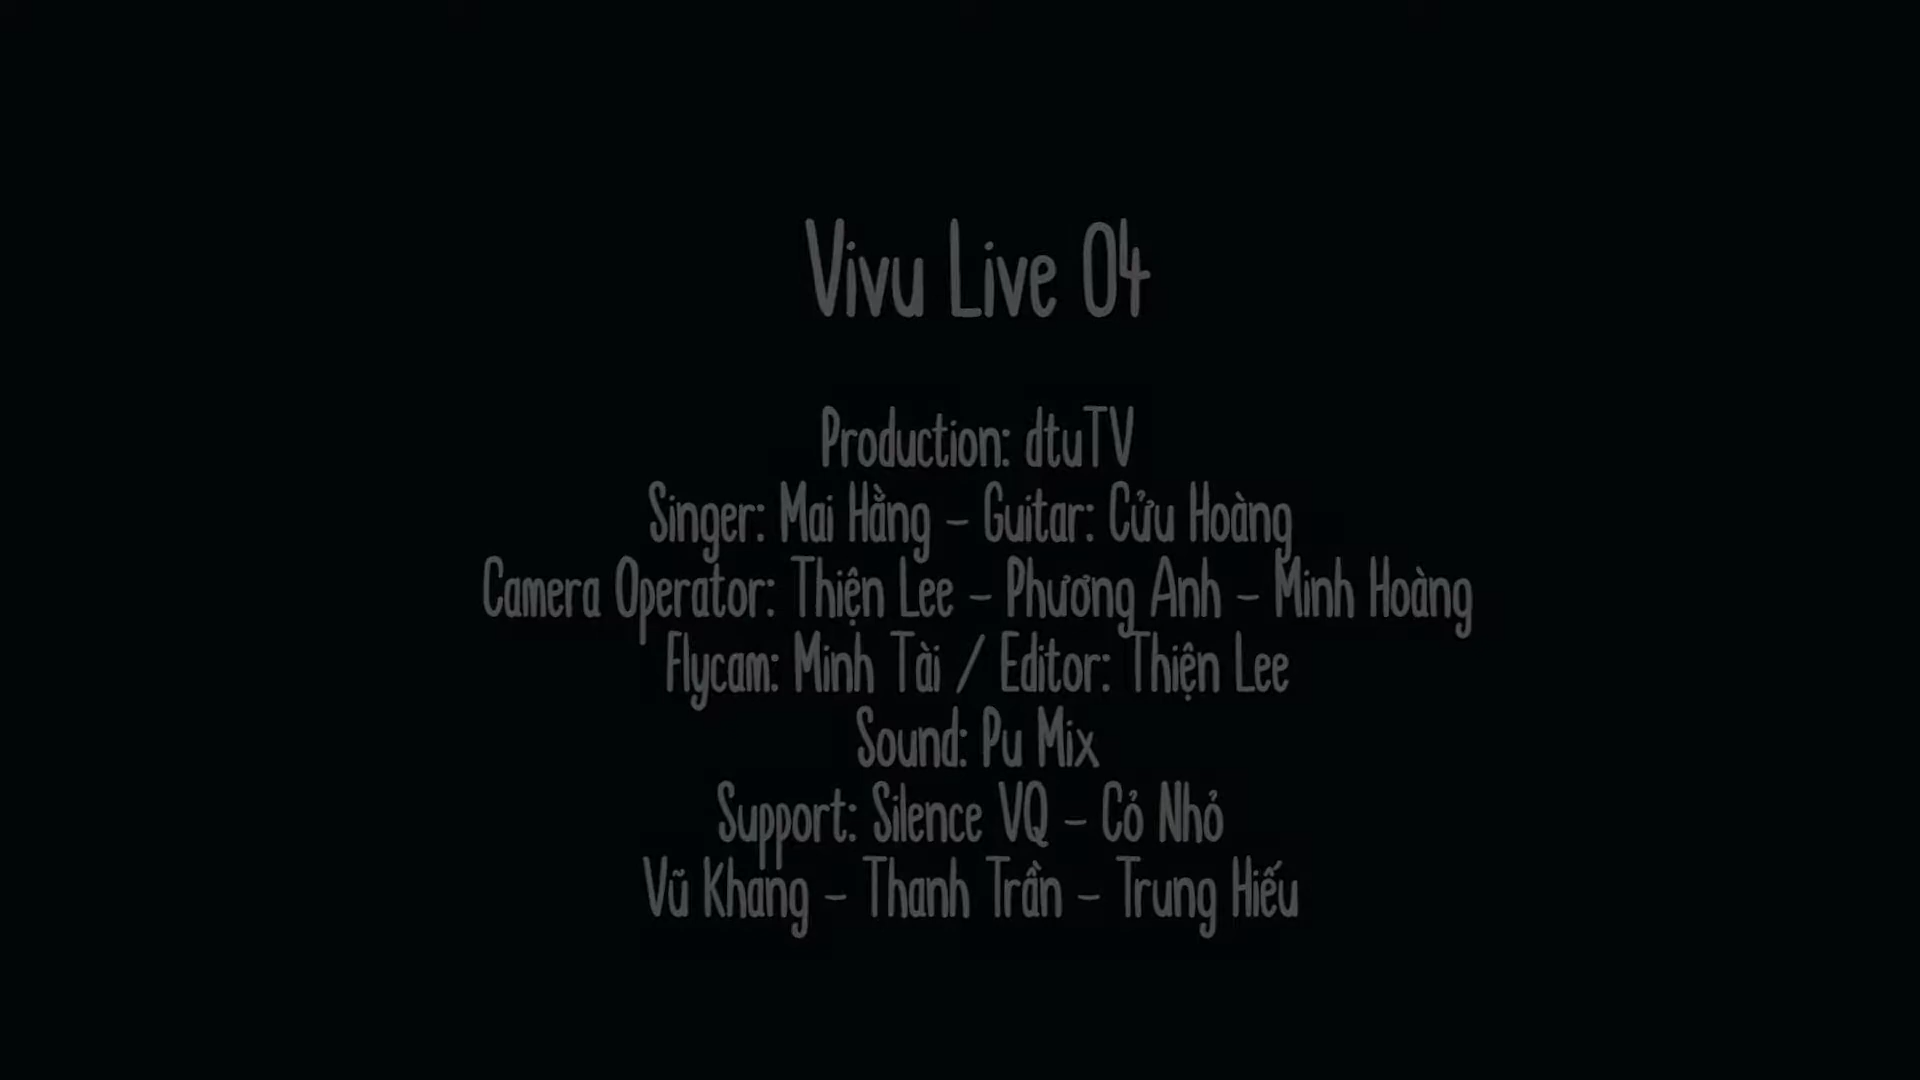 Vivu Live 04
Production: dtuTV
Singer: Mai Hằng - Guitar: Cửu Hoàng
Camera Operator: Thiện Lee - Phương Anh - Minh Hoàng
Flycam: Minh Tài / Editor: Thiện Lee
Sound: Pu Mix
Support: Silence VQ - Cỏ Nhỏ
Vũ Khang - Thanh Trần - Trung Hiếu